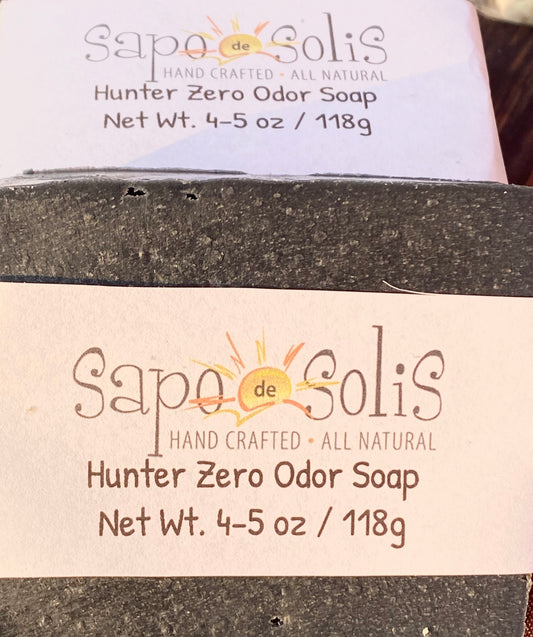 Sapo de Solis
HAND CRAFTED • ALL NATURAL
Hunter Zero Odor Soap
Net Wt. 4-5 oz / 118g
Sapo de Solis
HAND CRAFTED • ALL NATURAL
Hunter Zero Odor Soap
Net Wt. 4-5 oz / 118g